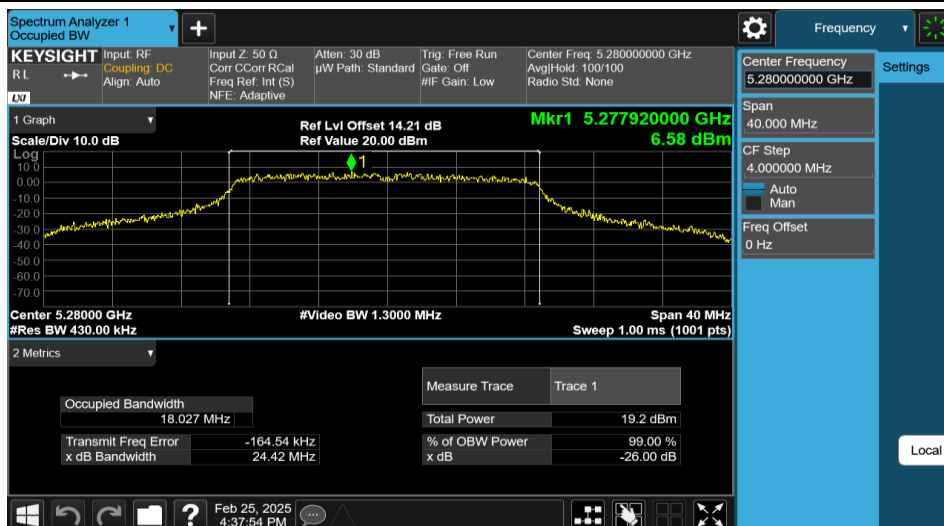 Spectrum Analyzer 1
Occupied BW
+
Frequency
KEYSIGHT
RL
LXI
Input: RF
Coupling: DC
Align: Auto
Input Z: 50 Ω
Corr CCorr RCal
Freq Ref: Int (S)
NFE: Adaptive
Atten: 30 dB
µW Path: Standard
Trig: Free Run
Gate: Off
#IF Gain: Low
Center Freq: 5.280000000 GHz
Avg|Hold: 100/100
Radio Std: None
Center Frequency
5.280000000 GHz
Settings
Span
40.000 MHz
CF Step
4.000000 MHz
Auto
Man
Freq Offset
0 Hz
Local
1 Graph
Scale/Div 10.0 dB
Ref Lvl Offset 14.21 dB
Ref Value 20.00 dBm
Mkr1 5.277920000 GHz
6.58 dBm
Log
10.0
0.00
-10.0
-20.0
-30.0
-40.0
-50.0
-60.0
-70.0
1
Center 5.28000 GHz
#Video BW 1.3000 MHz
Span 40 MHz
#Res BW 430.00 kHz
Sweep 1.00 ms (1001 pts)
2 Metrics
Measure Trace Trace 1
Occupied Bandwidth
18.027 MHz
Total Power 19.2 dBm
Transmit Freq Error -164.54 kHz
% of OBW Power 99.00 %
x dB Bandwidth 24.42 MHz
x dB -26.00 dB
?
Feb 25, 2025
4:37:54 PM